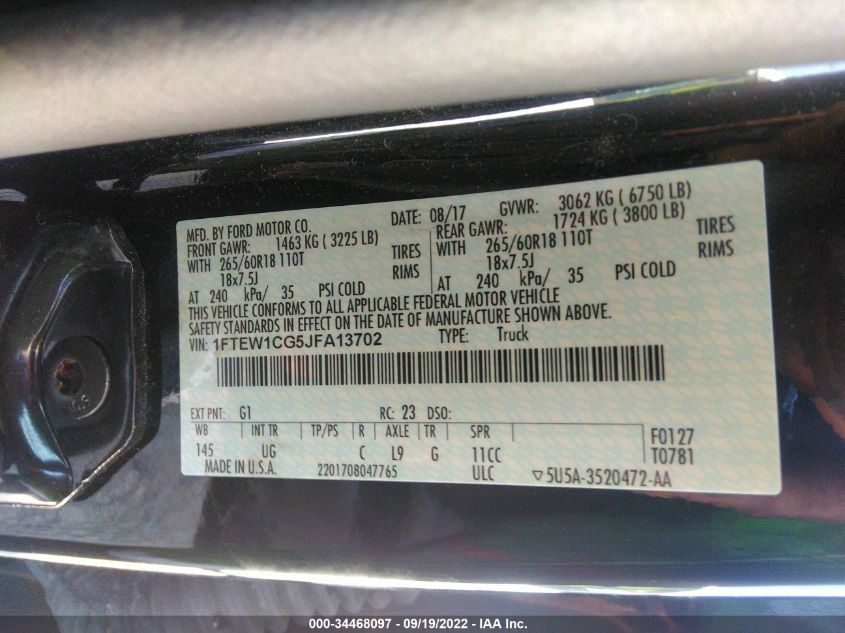 MFD. BY FORD MOTOR CO.
DATE: 08/17 GVWR: 3062 KG ( 6750 LB)
FRONT GAWR: 1463 KG ( 3225 LB)
REAR GAWR: 1724 KG ( 3800 LB)
WITH 265/60R18 110T TIRES
WITH 265/60R18 110T TIRES
18x7.5J RIMS
18x7.5J RIMS
AT 240 kPa/ 35 PSI COLD
AT 240 kPa/ 35 PSI COLD
THIS VEHICLE CONFORMS TO ALL APPLICABLE FEDERAL MOTOR VEHICLE
SAFETY STANDARDS IN EFFECT ON THE DATE OF MANUFACTURE SHOWN ABOVE.
VIN: 1FTEW1CG5JFA13702 TYPE: Truck
EXT PNT: G1 RC: 23 DSO:
WB INT TR TP/PS R AXLE TR SPR
145 UG C L9 G 11CC
F0127
T0781
MADE IN U.S.A. 2201708047765 ULC ▽5U5A-3520472-AA
000-34468097 - 09/19/2022 - IAA Inc.